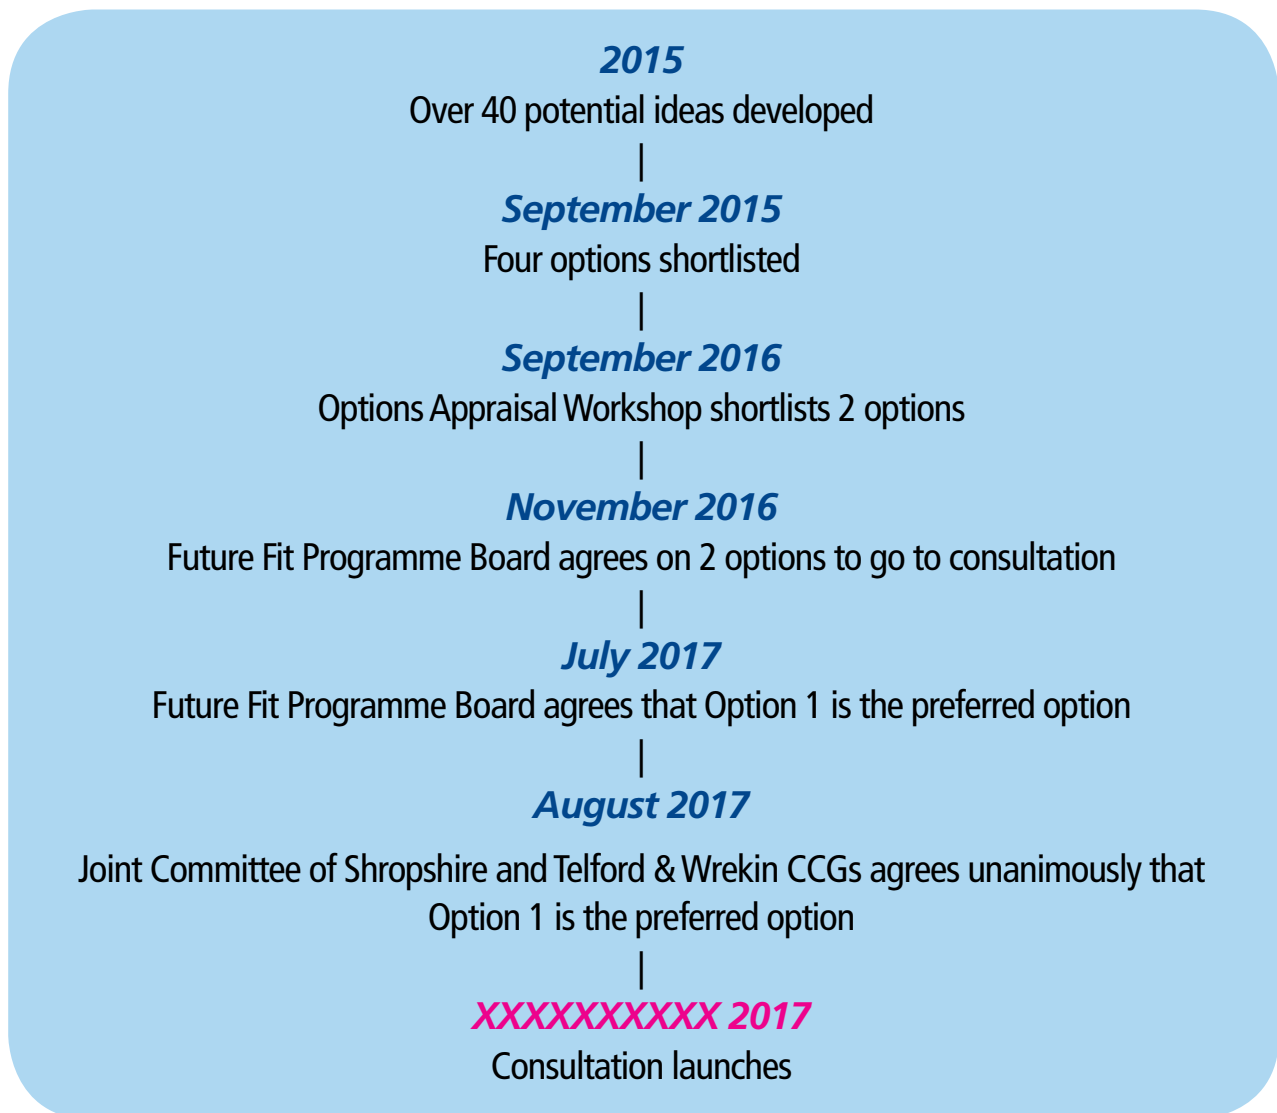 2015
Over 40 potential ideas developed
September 2015
Four options shortlisted
September 2016
Options Appraisal Workshop shortlists 2 options
November 2016
Future Fit Programme Board agrees on 2 options to go to consultation
July 2017
Future Fit Programme Board agrees that Option 1 is the preferred option
August 2017
Joint Committee of Shropshire and Telford & Wrekin CCGs agrees unanimously that
Option 1 is the preferred option
XXXXXXXXXX 2017
Consultation launches